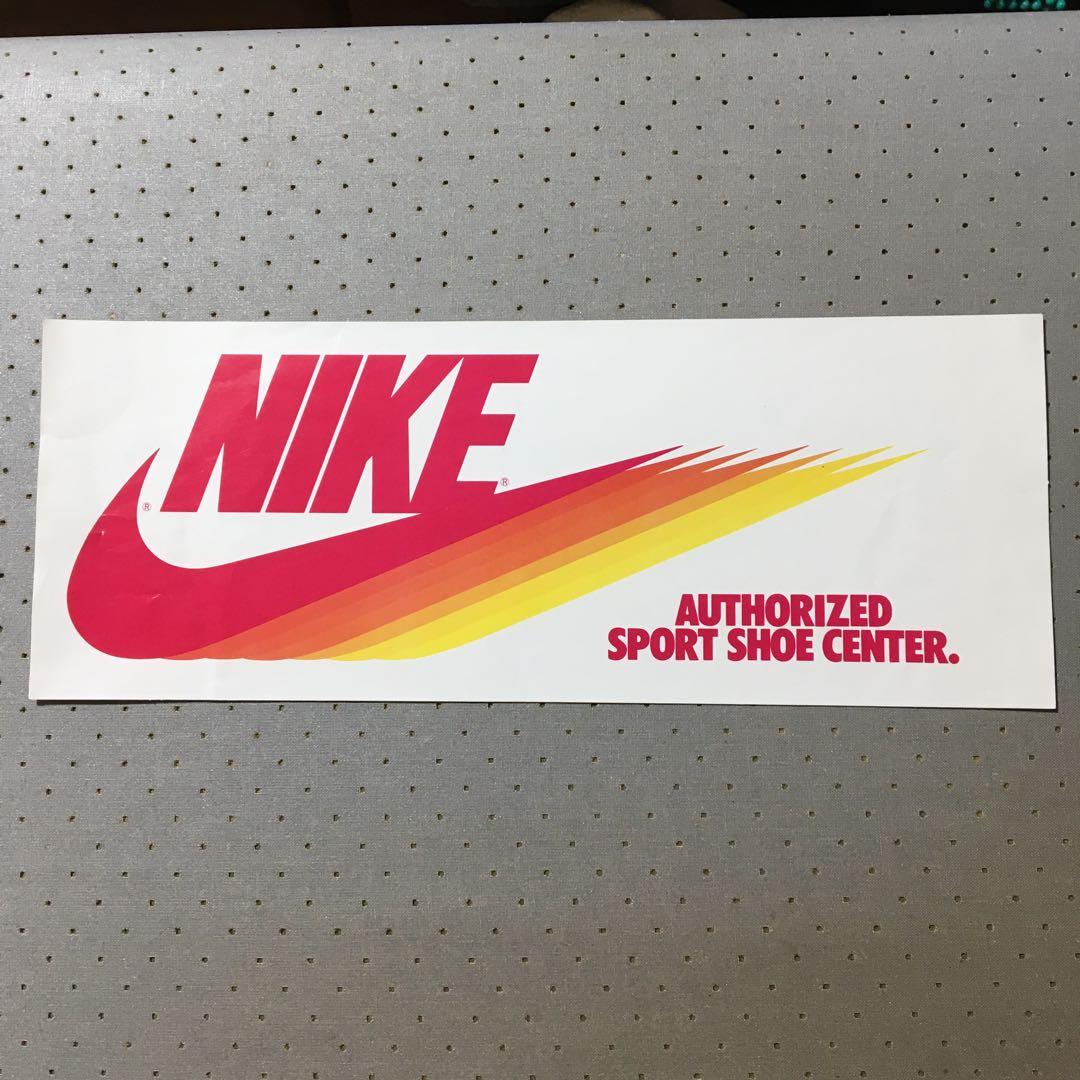 NIKE
®
®
AUTHORIZED
SPORT SHOE CENTER.